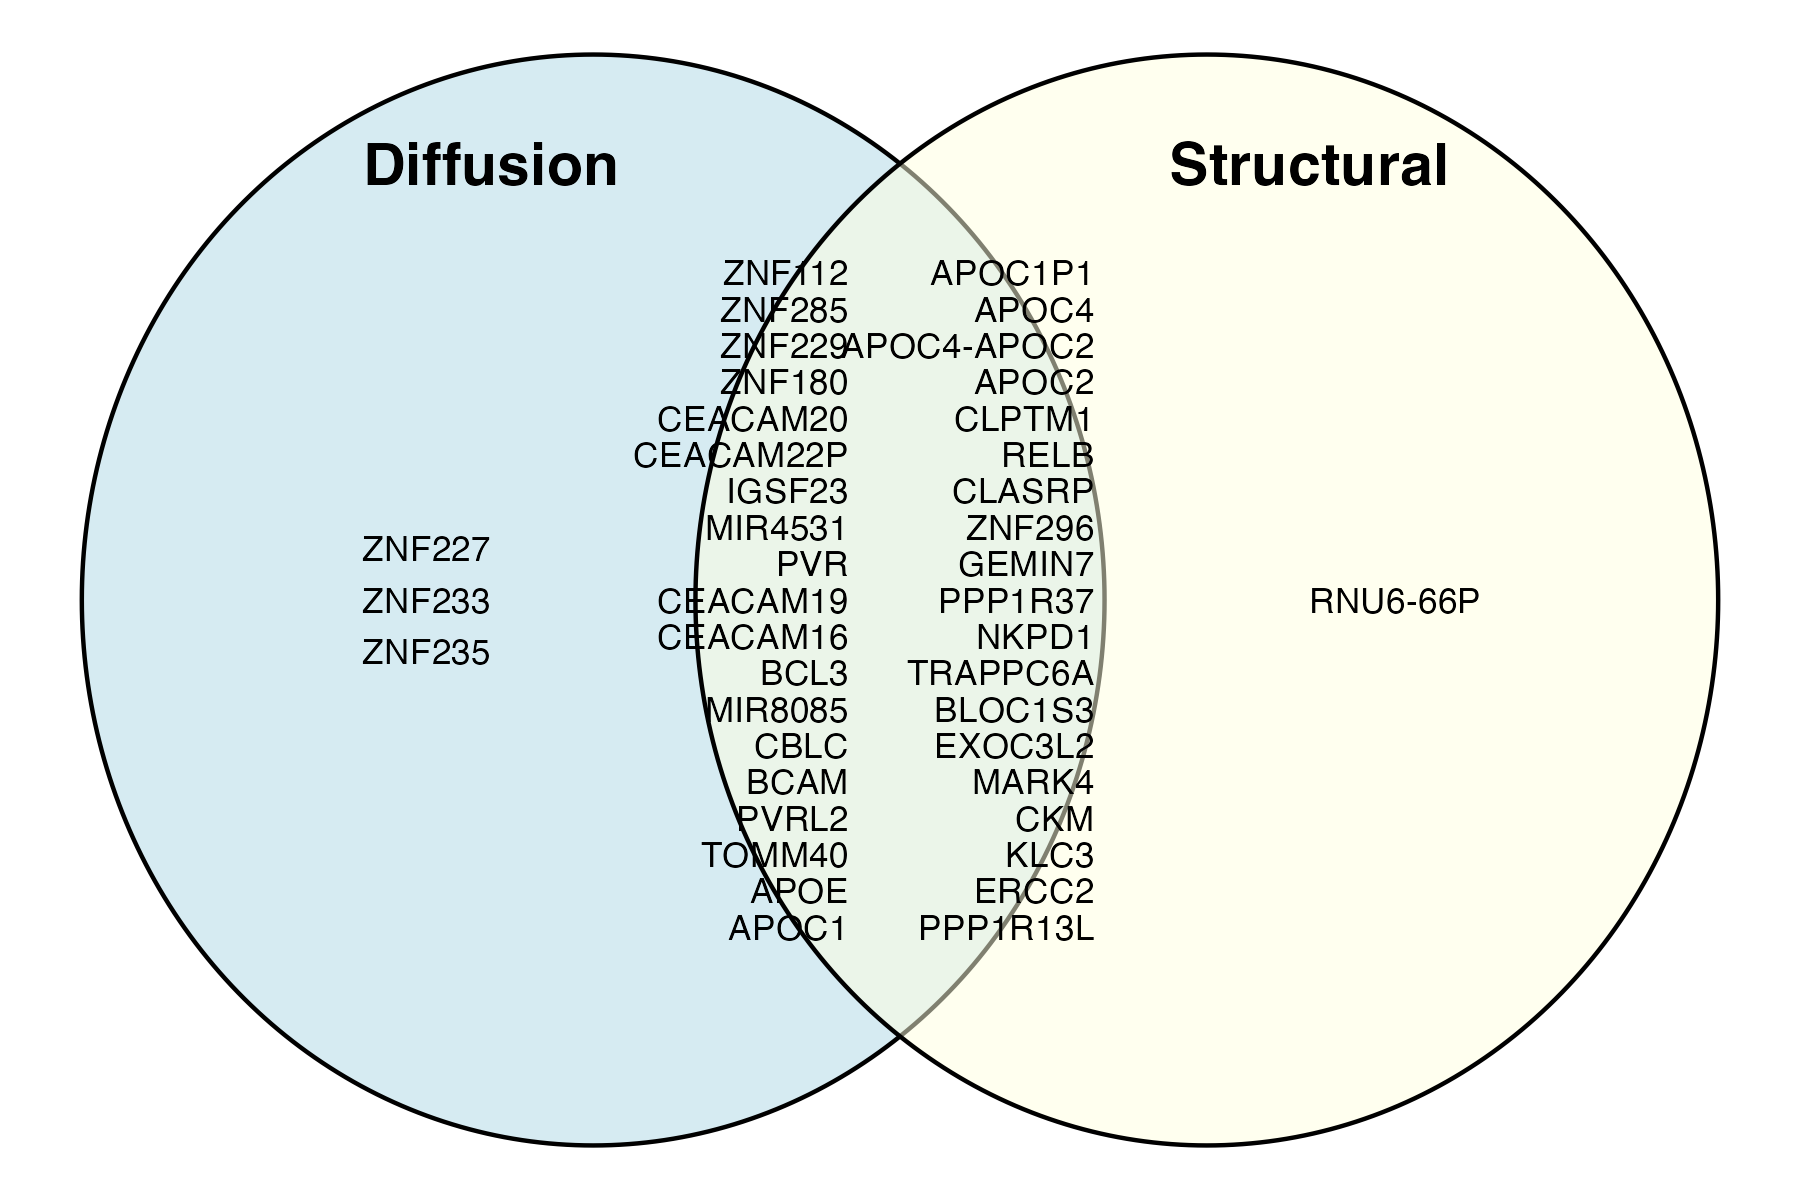 Diffusion
Structural
ZNF227
ZNF233
ZNF235
ZNF112
ZNF285
ZNF229
ZNF180
CEACAM20
CEACAM22P
IGSF23
MIR4531
PVR
CEACAM19
CEACAM16
BCL3
MIR8085
CBLC
BCAM
PVRL2
TOMM40
APOE
APOC1
APOC1P1
APOC4
APOC4-APOC2
APOC2
CLPTM1
RELB
CLASRP
ZNF296
GEMIN7
PPP1R37
NKPD1
TRAPPC6A
BLOC1S3
EXOC3L2
MARK4
CKM
KLC3
ERCC2
PPP1R13L
RNU6-66P